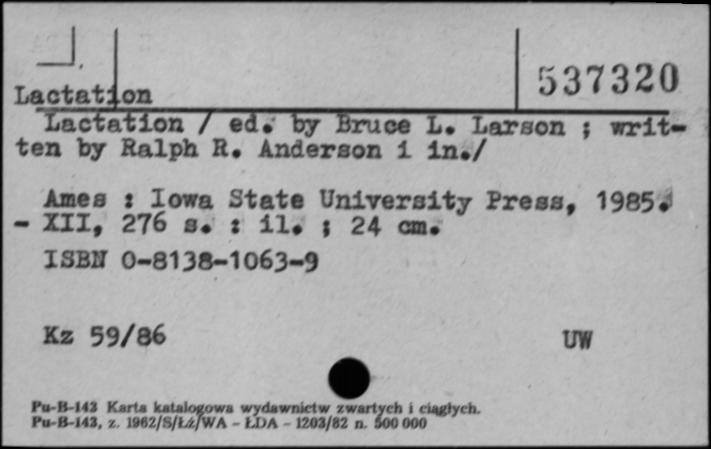 537320
Lactation
Lactation / ed. by Bruce L. Larson ; writ-
ten by Ralph R. Anderson i in./
Ames : Iowa State University Press, 1985.
- XII, 276 s. : il. ; 24 cm.
ISBN 0-8138-1063-9
Kz 59/86 UW
Pu-B-143 Karta katalogowa wydawnictw zwartych i ciągłych.
Pu-B-143, z. 1962/S/Łź/WA - ŁDA - 1203/82 n. 500 000